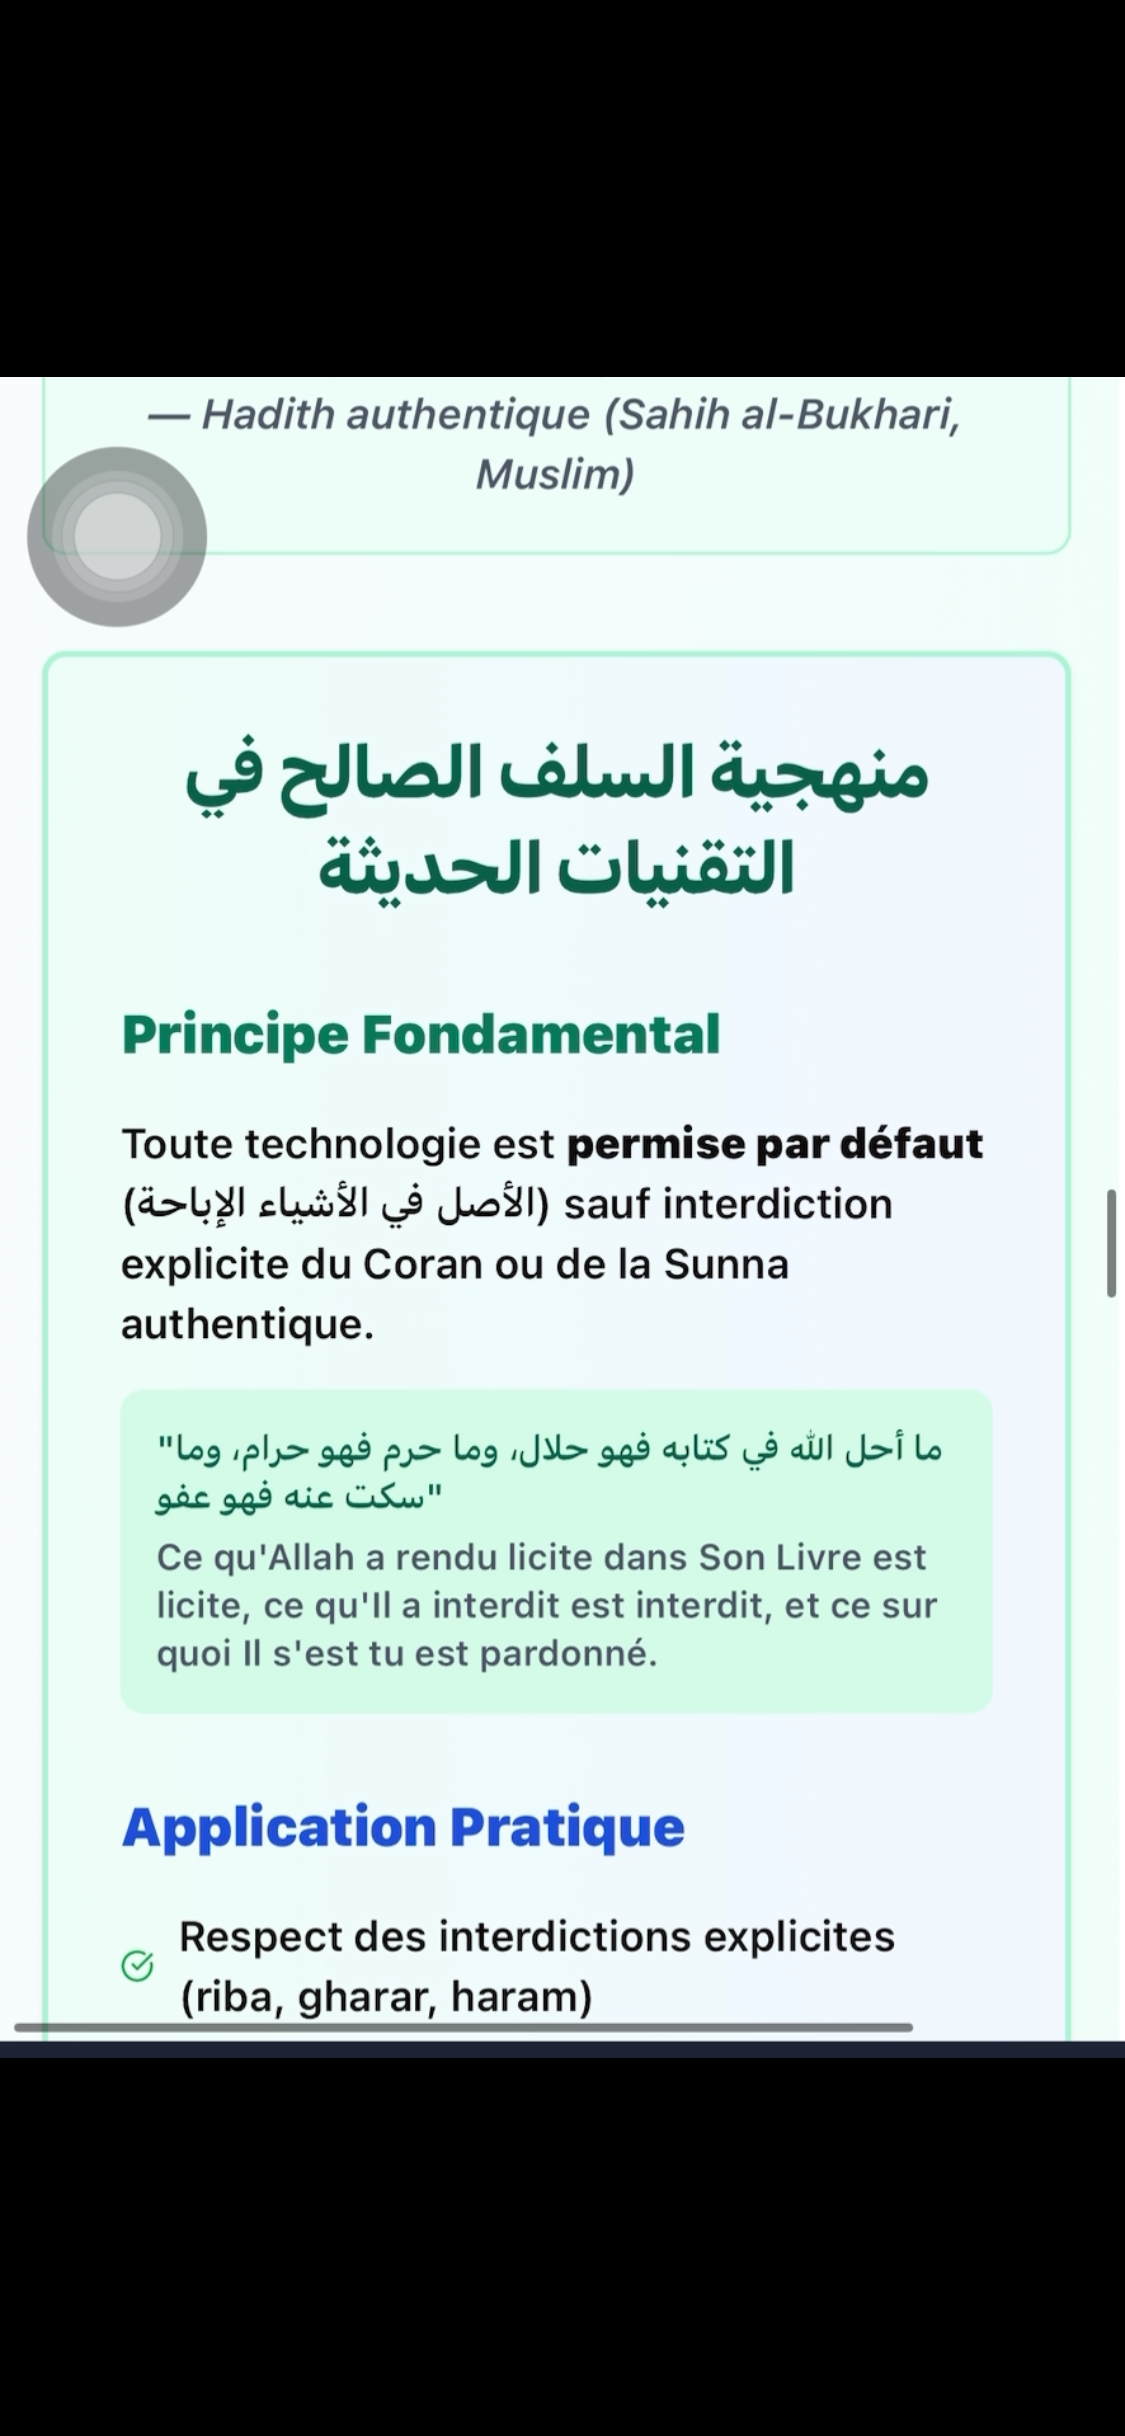 — Hadith authentique (Sahih al-Bukhari,
Muslim)
منهجية السلف الصالح في
التقنيات الحديثة
Principe Fondamental
Toute technologie est permise par défaut
(الأصل في الأشياء الإباحة) sauf interdiction
explicite du Coran ou de la Sunna
authentique.
"ما أحل الله في كتابه فهو حلال، وما حرم فهو حرام، وما
سكت عنه فهو عفو"
Ce qu'Allah a rendu licite dans Son Livre est
licite, ce qu'Il a interdit est interdit, et ce sur
quoi Il s'est tu est pardonné.
Application Pratique
Respect des interdictions explicites
(riba, gharar, haram)